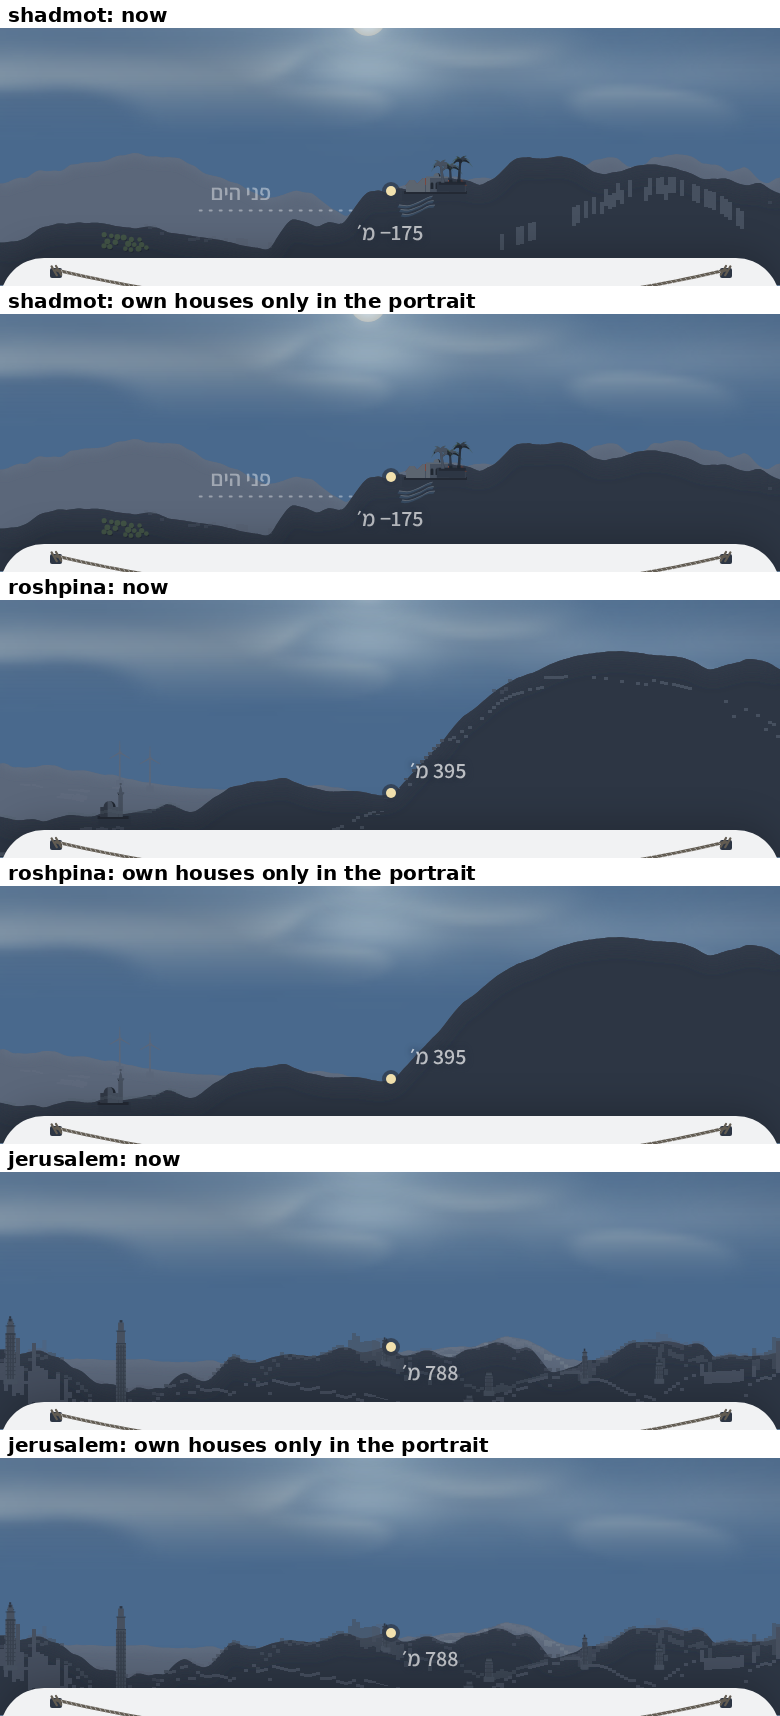 shadmot: now
פני הים
−175 מ׳
shadmot: own houses only in the portrait
פני הים
−175 מ׳
roshpina: now
395 מ׳
roshpina: own houses only in the portrait
395 מ׳
jerusalem: now
788 מ׳
jerusalem: own houses only in the portrait
788 מ׳